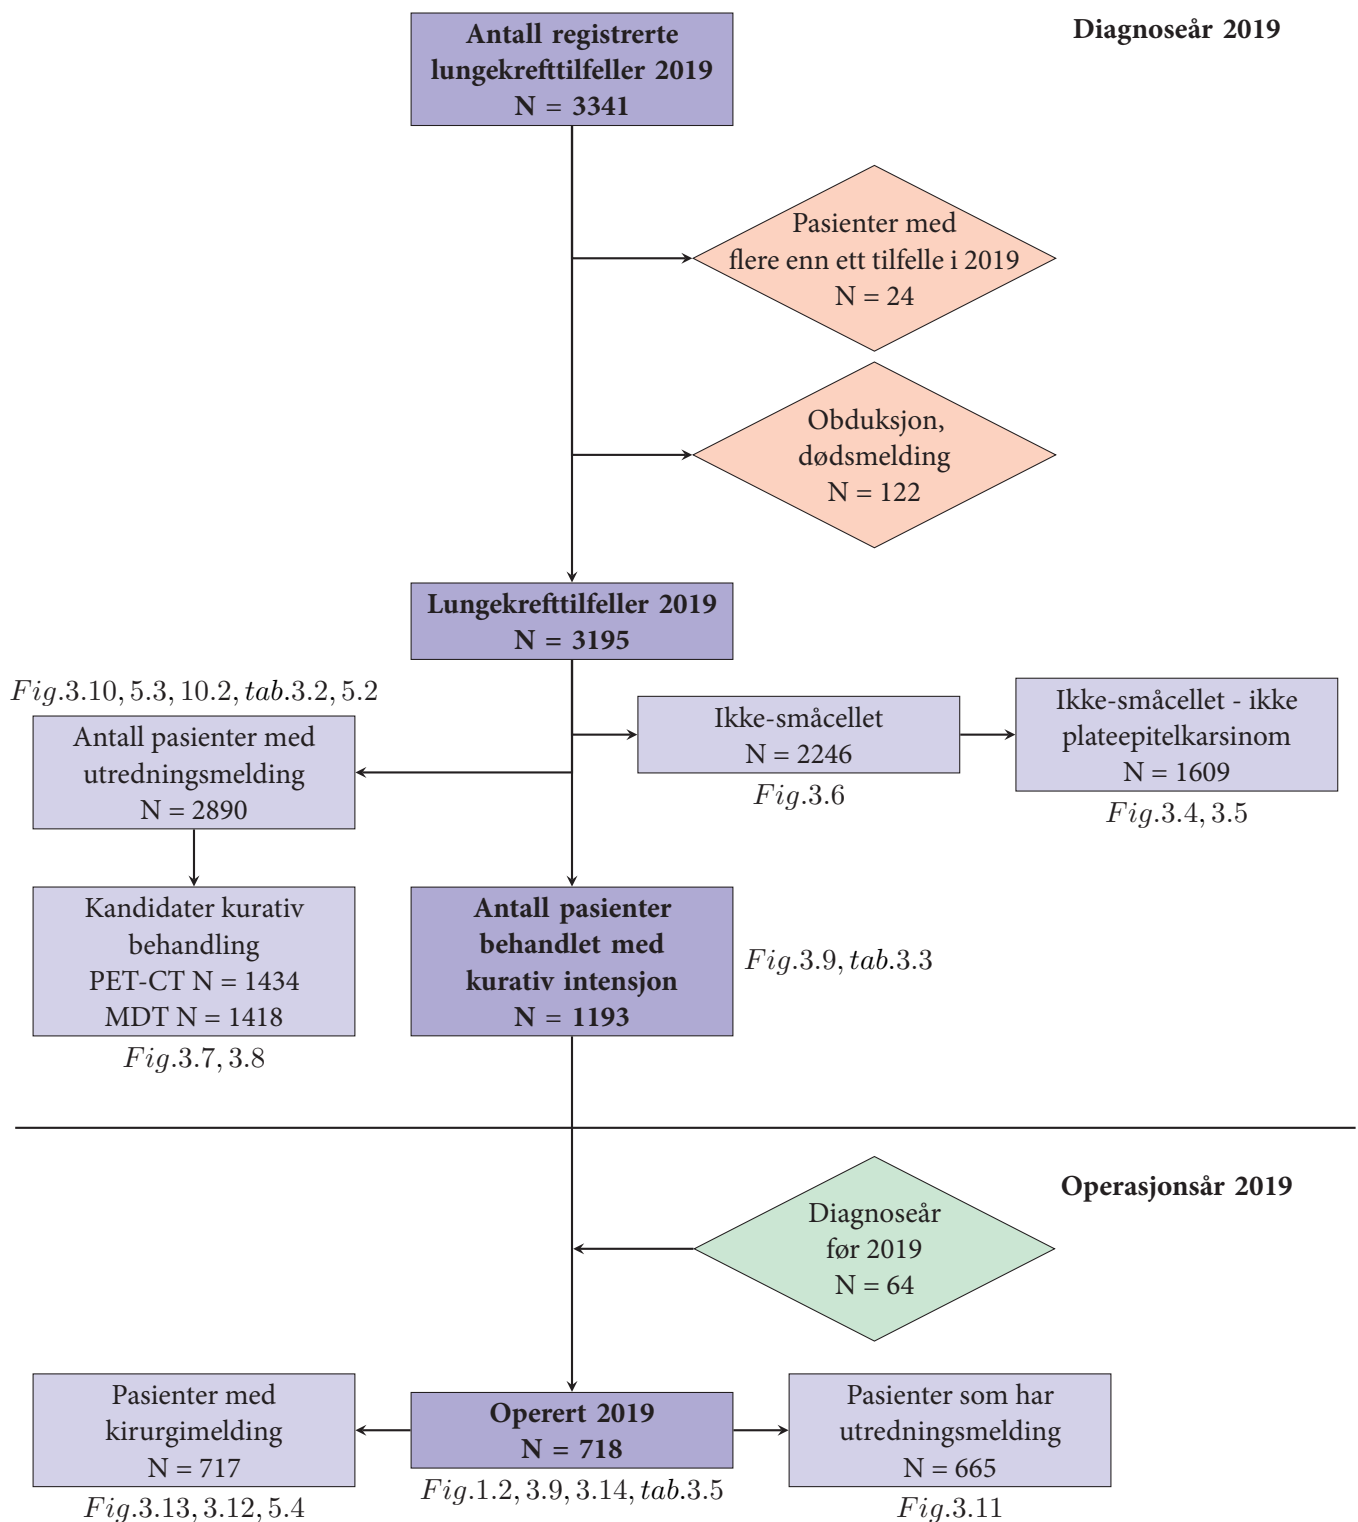 Antall registrerte
lungekrefttilfeller 2019
N = 3341
Diagnoseår 2019
Pasienter med
flere enn ett tilfelle i 2019
N = 24
Obduksjon,
dødsmelding
N = 122
Lungekrefttilfeller 2019
N = 3195
Fig.3.10, 5.3, 10.2, tab.3.2, 5.2
Antall pasienter med
utredningsmelding
N = 2890
Ikke-småcellet
N = 2246
Fig.3.6
Ikke-småcellet - ikke
plateepitelkarsinom
N = 1609
Fig.3.4, 3.5
Kandidater kurativ
behandling
PET-CT N = 1434
MDT N = 1418
Fig.3.7, 3.8
Antall pasienter
behandlet med
kurativ intensjon
N = 1193
Fig.3.9, tab.3.3
Operasjonsår 2019
Diagnoseår
før 2019
N = 64
Pasienter med
kirurgimelding
N = 717
Fig.3.13, 3.12, 5.4
Operert 2019
N = 718
Fig.1.2, 3.9, 3.14, tab.3.5
Pasienter som har
utredningsmelding
N = 665
Fig.3.11